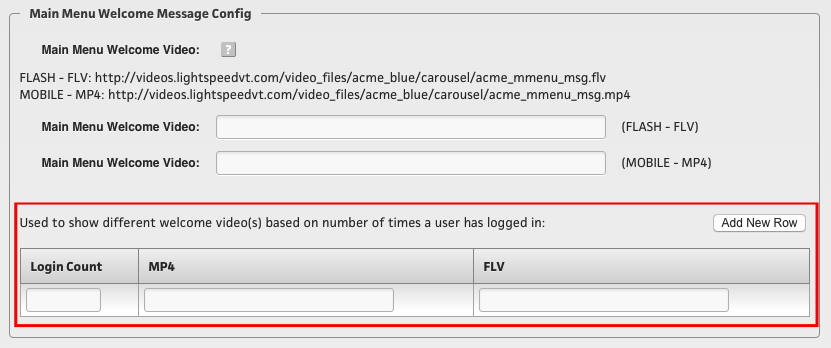 Main Menu Welcome Message Config
Main Menu Welcome Video: ?
FLASH - FLV: http://videos.lightspeedvt.com/video_files/acme_blue/carousel/acme_mmenu_msg.flv
MOBILE - MP4: http://videos.lightspeedvt.com/video_files/acme_blue/carousel/acme_mmenu_msg.mp4
Main Menu Welcome Video: (FLASH - FLV)
Main Menu Welcome Video: (MOBILE - MP4)
Used to show different welcome video(s) based on number of times a user has logged in: Add New Row
Login Count MP4 FLV